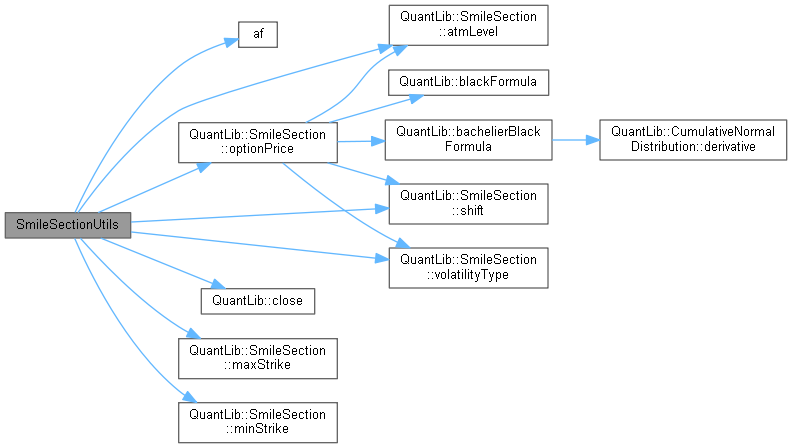 SmileSectionUtils
af
QuantLib::SmileSection
::atmLevel
QuantLib::SmileSection
::optionPrice
QuantLib::blackFormula
QuantLib::bachelierBlack
Formula
QuantLib::CumulativeNormal
Distribution::derivative
QuantLib::SmileSection
::shift
QuantLib::SmileSection
::volatilityType
QuantLib::close
QuantLib::SmileSection
::maxStrike
QuantLib::SmileSection
::minStrike